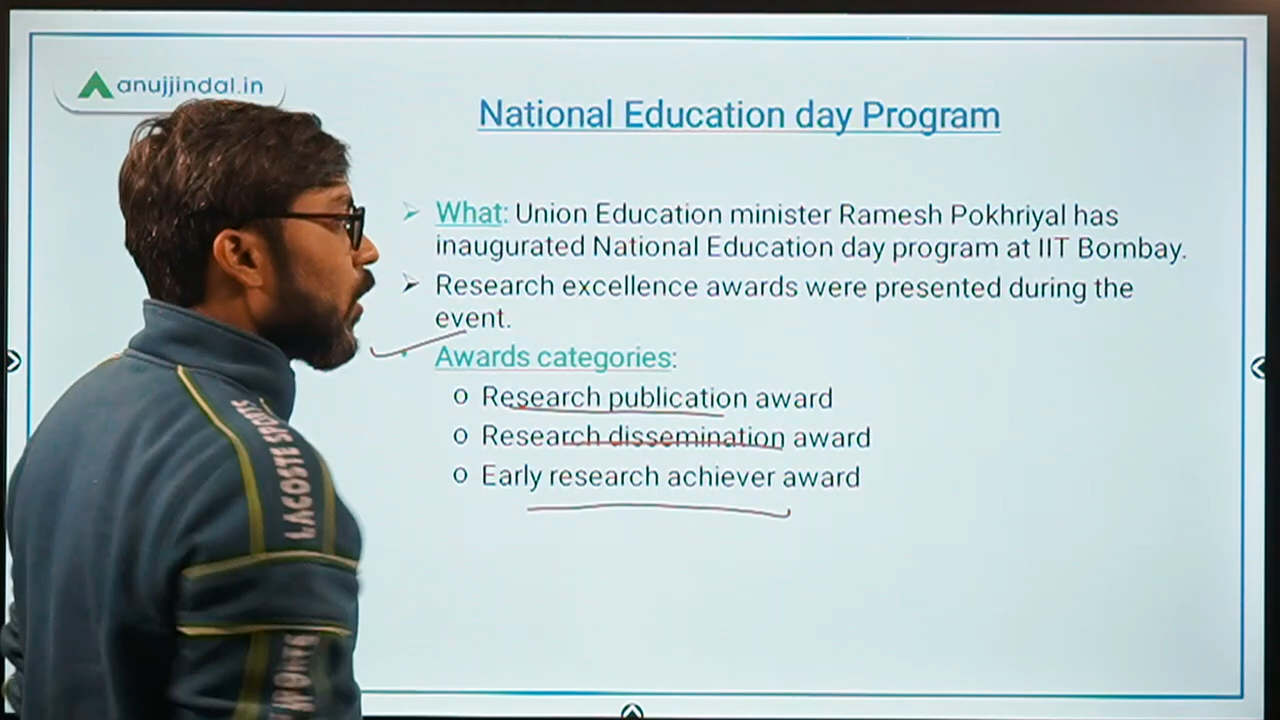 anujjindal.in
National Education day Program
➢ What: Union Education minister Ramesh Pokhriyal has
inaugurated National Education day program at IIT Bombay.
➢ Research excellence awards were presented during the
event.
• Awards categories:
o Research publication award
o Research dissemination award
o Early research achiever award
LACOSTE SPORTS
SPORTS